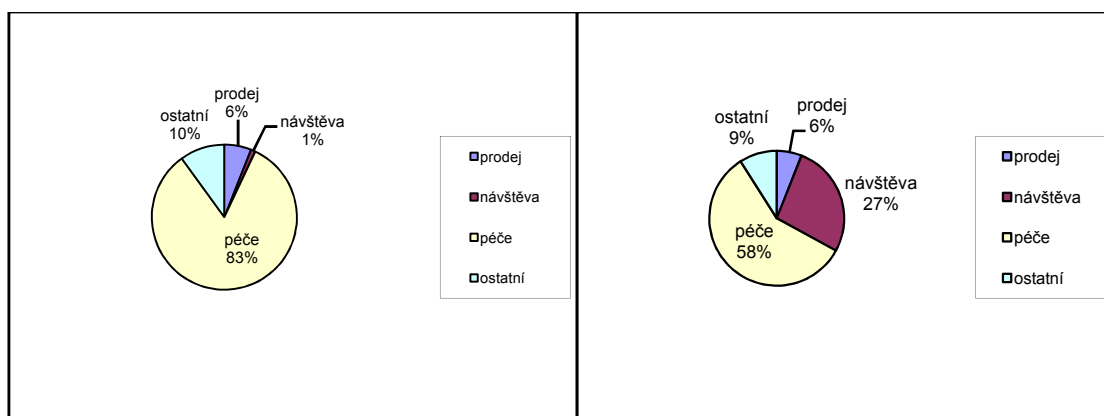 prodej
6%
ostatní
10%
návštěva
1%
péče
83%
prodej
návštěva
péče
ostatní
prodej
6%
ostatní
9%
návštěva
27%
péče
58%
prodej
návštěva
péče
ostatní